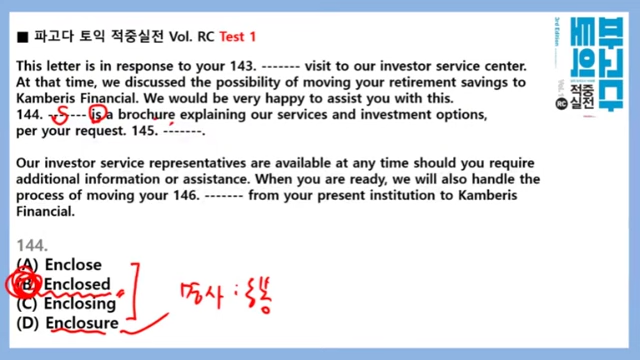 ■ 파고다 토익 적중실전 Vol. RC Test 1
This letter is in response to your 143. ------- visit to our investor service center.
At that time, we discussed the possibility of moving your retirement savings to
Kamberis Financial. We would be very happy to assist you with this.
144. ------- is a brochure explaining our services and investment options,
per your request. 145. -------.
Our investor service representatives are available at any time should you require
additional information or assistance. When you are ready, we will also handle the
process of moving your 146. ------- from your present institution to Kamberis
Financial.
144.
(A) Enclose
(B) Enclosed
(C) Enclosing
(D) Enclosure
S
파고다
토익
적중
실전
RC
3rd Edition